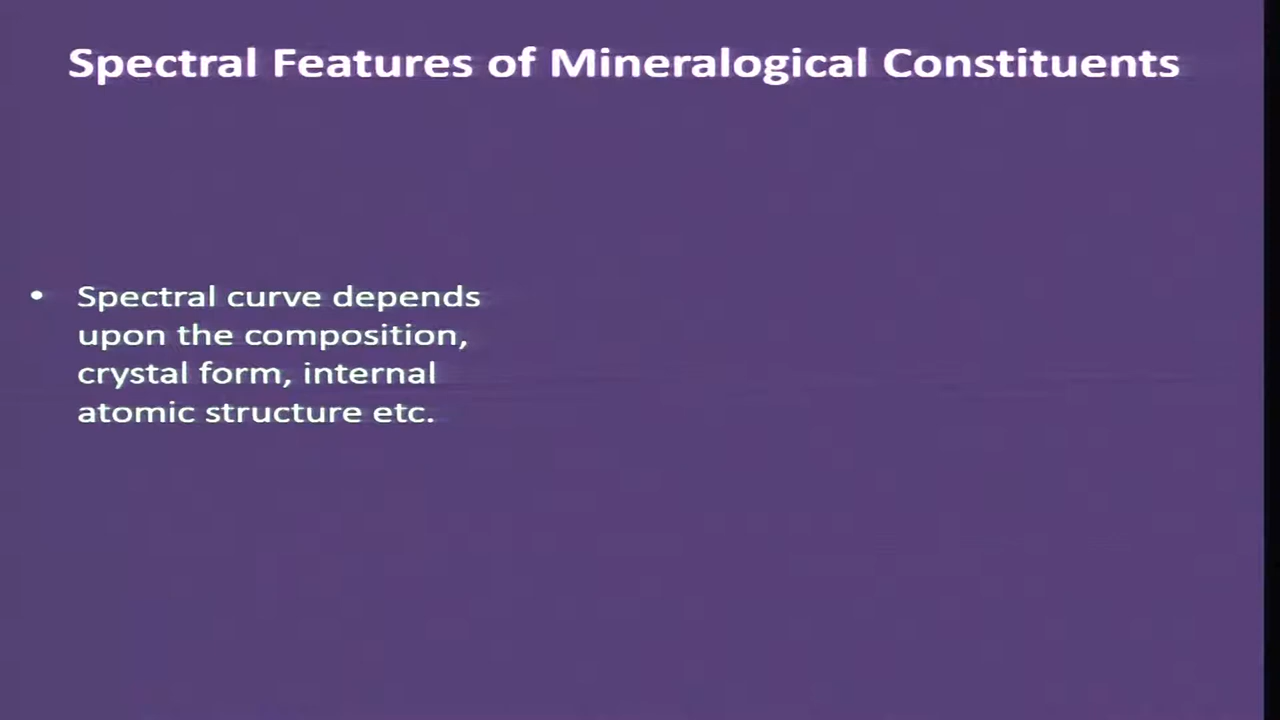 Spectral Features of Mineralogical Constituents
• Spectral curve depends
upon the composition,
crystal form, internal
atomic structure etc.